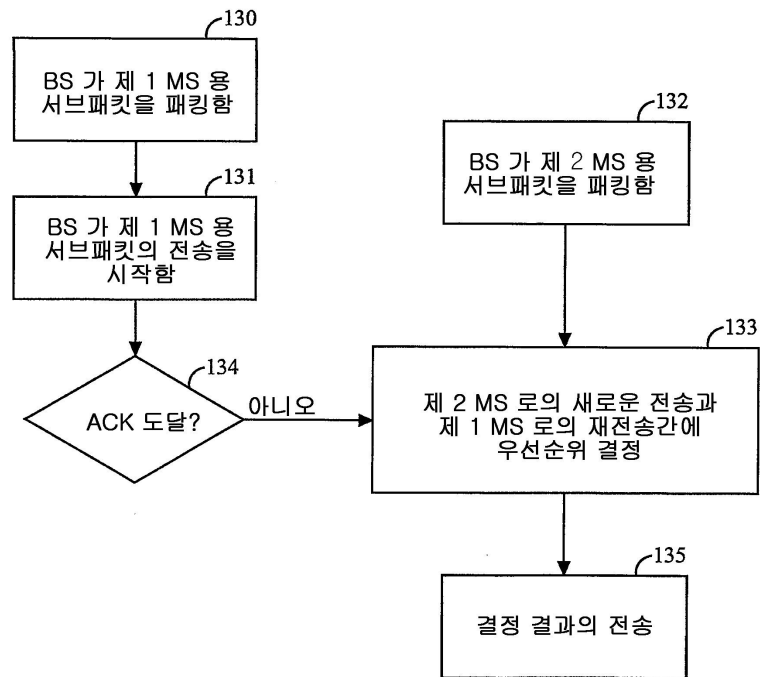 130
BS 가 제 1 MS 용
서브패킷을 패킹함
131
BS 가 제 1 MS 용
서브패킷의 전송을
시작함
134
ACK 도달?
아니오
132
BS 가 제 2 MS 용
서브패킷을 패킹함
133
제 2 MS 로의 새로운 전송과
제 1 MS 로의 재전송간에
우선순위 결정
135
결정 결과의 전송